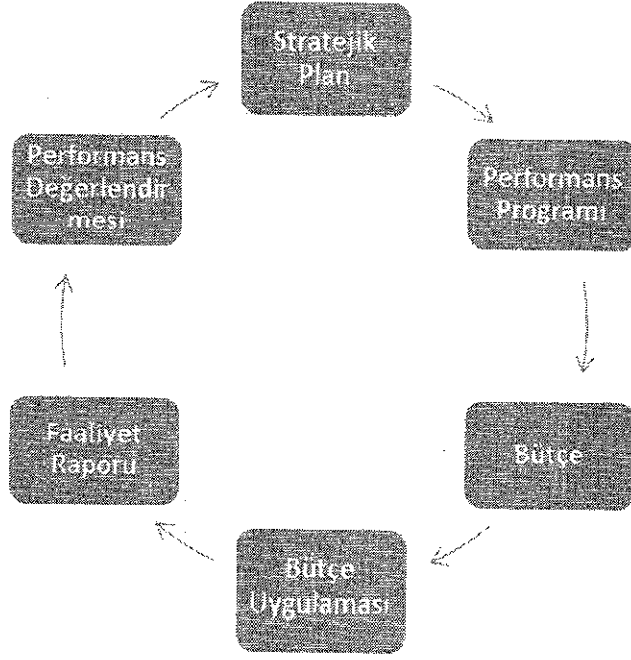 Stratejik
Plan
Performans
Programı
Bütçe
Bütçe
Uygulaması
Faaliyet
Raporu
Performans
Değerlendir
mesi